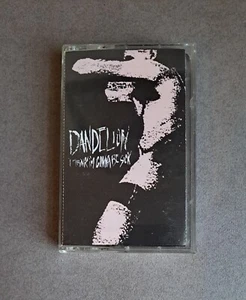 DANDELION
I THINK I'M GONNA BE SICK